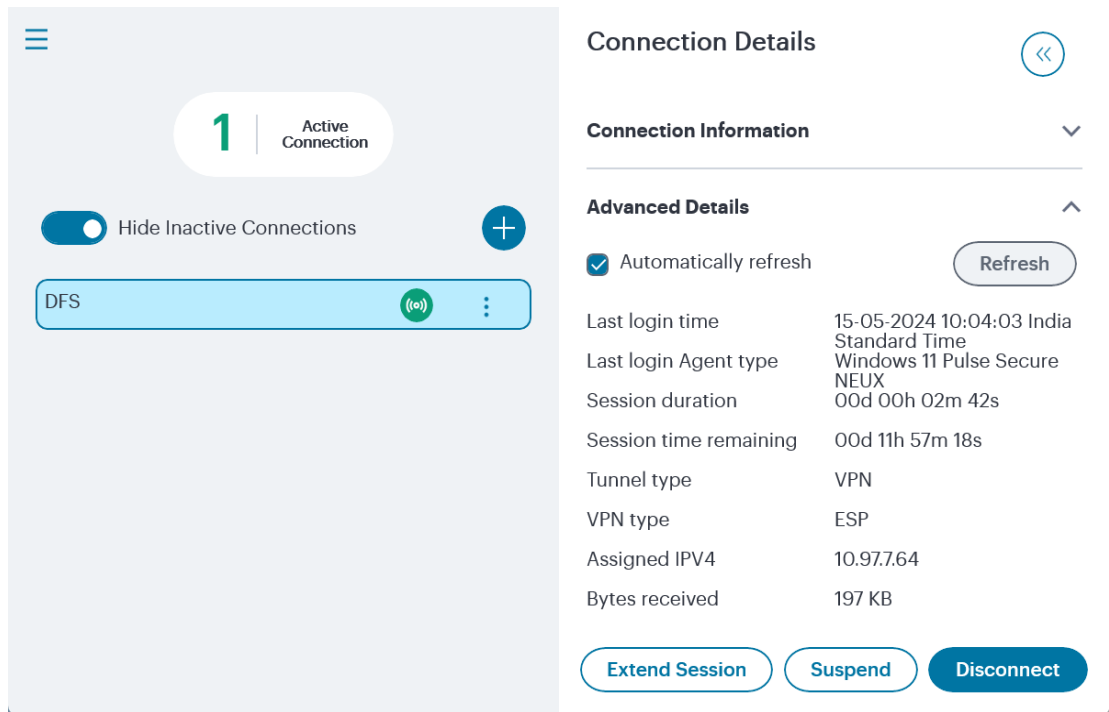 1
Active
Connection
Hide Inactive Connections
DFS
Connection Details
Connection Information
Advanced Details
Automatically refresh
Refresh
Last login time 15-05-2024 10:04:03 India
Standard Time
Last login Agent type Windows 11 Pulse Secure
NEUX
Session duration 00d 00h 02m 42s
Session time remaining 00d 11h 57m 18s
Tunnel type VPN
VPN type ESP
Assigned IPV4 10.97.7.64
Bytes received 197 KB
Extend Session Suspend Disconnect